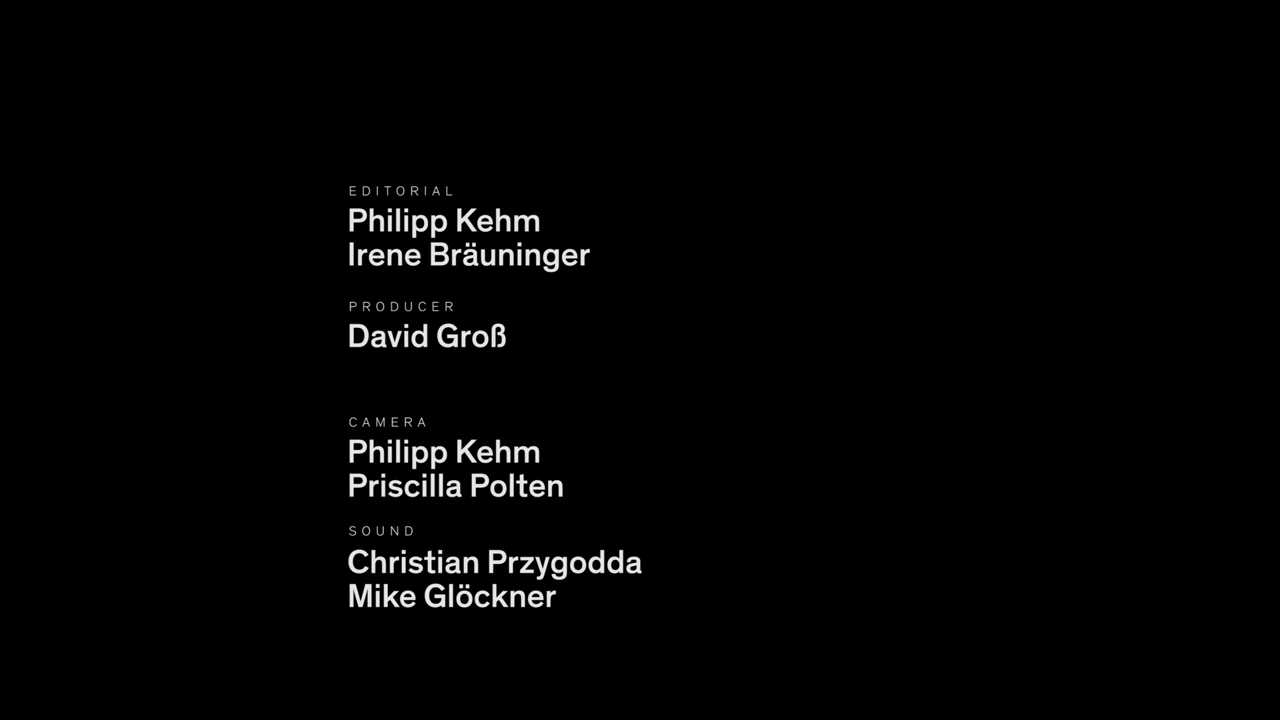 EDITORIAL
Philipp Kehm
Irene Bräuninger
PRODUCER
David Groß
CAMERA
Philipp Kehm
Priscilla Polten
SOUND
Christian Przygodda
Mike Glöckner